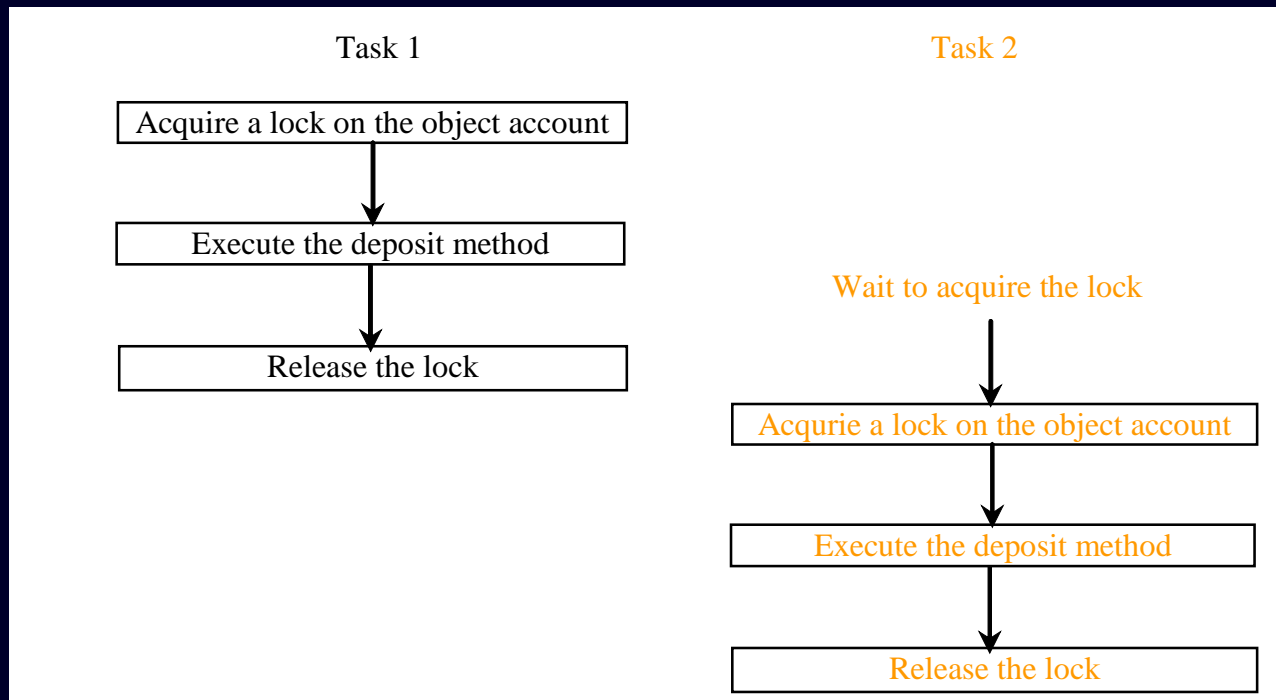 Task 1
Acquire a lock on the object account
Execute the deposit method
Release the lock
Task 2
Wait to acquire the lock
Acqurie a lock on the object account
Execute the deposit method
Release the lock